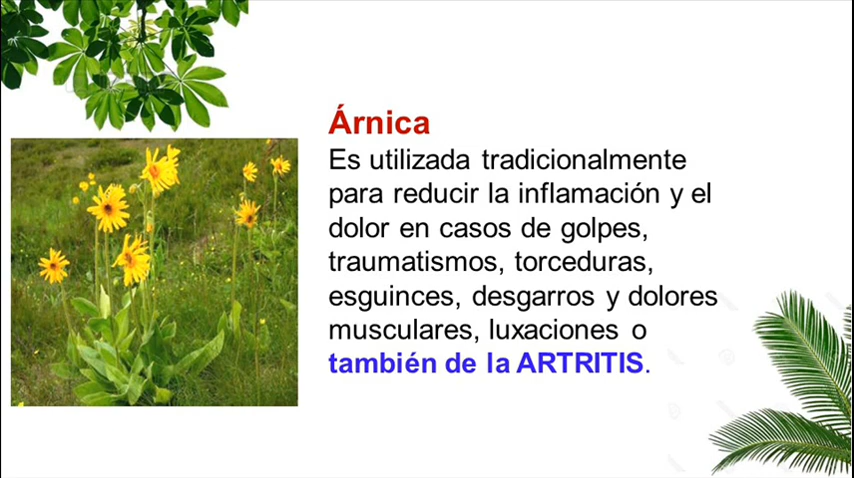 Árnica
Es utilizada tradicionalmente
para reducir la inflamación y el
dolor en casos de golpes,
traumatismos, torceduras,
esguinces, desgarros y dolores
musculares, luxaciones o
también de la ARTRITIS.